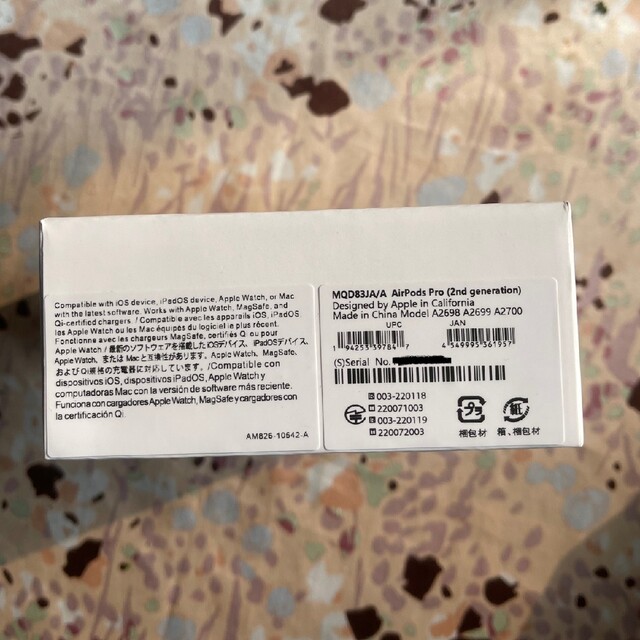 Compatible with iOS device, iPadOS device, Apple Watch, or Mac
with the latest software. Works with Apple Watch, MagSafe, and
Qi-certified chargers / Compatible avec les appareils iOS, iPadOS
les Apple Watch ou les Mac équipés du logiciel le plus récent.
Fonctionne avec les chargeurs MagSafe, certifiés Qi ou pour
Apple Watch / 最新のソフトウェアを搭載したiOSデバイス、iPadOSデバイス、
Apple Watch、または Macと互換性があります。Apple Watch、MagSafe、
およびQi規格の充電器に対応しています。/Compatible con
dispositivos iOS, dispositivos iPadOS, Apple Watch y
computadoras Mac con la versión de software más reciente.
Funciona con cargadores Apple Watch, MagSafe y cargadores con
la certificación Qi.
AM826-10642-A
MQD83JA/A AirPods Pro (2nd generation)
Designed by Apple in California
Made in China Model A2698 A2699 A2700
UPC JAN
4 549995 361957
(S)Serial No.
003-220118
220071003
003-220119
220072003
プラ 紙
梱包材 箱、梱包材